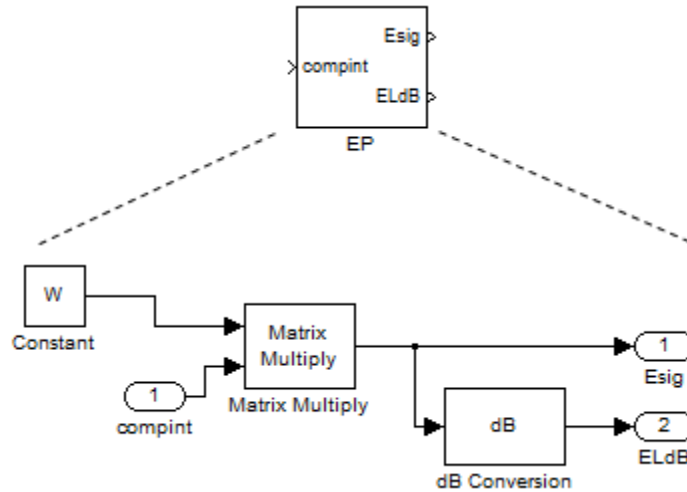 Esig
compint
ELdB
EP
W
Constant
Matrix
Multiply
Matrix Multiply
1
compint
1
Esig
dB
dB Conversion
2
ELdB